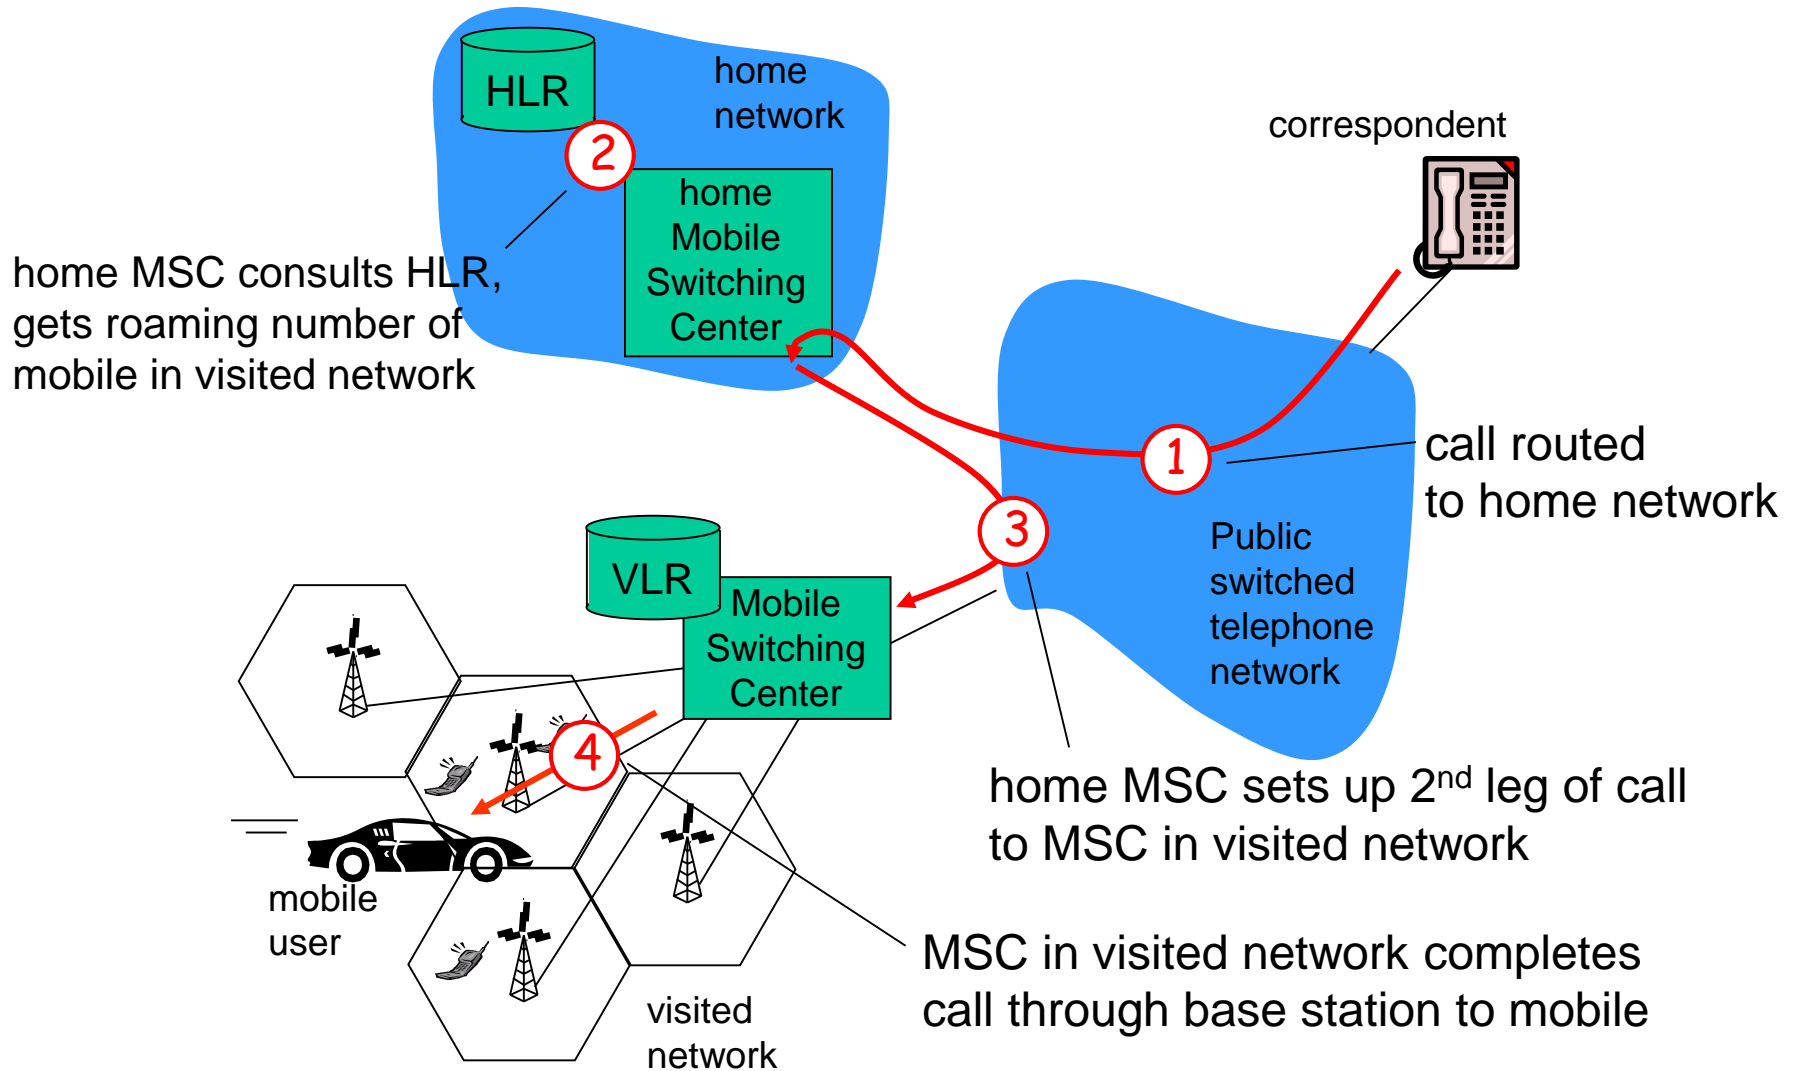 HLR
home
network
2
home
Mobile
Switching
Center
correspondent
home MSC consults HLR,
gets roaming number of
mobile in visited network
1
call routed
to home network
3
Public
switched
telephone
network
VLR
Mobile
Switching
Center
4
home MSC sets up 2nd leg of call
to MSC in visited network
mobile
user
MSC in visited network completes
call through base station to mobile
visited
network